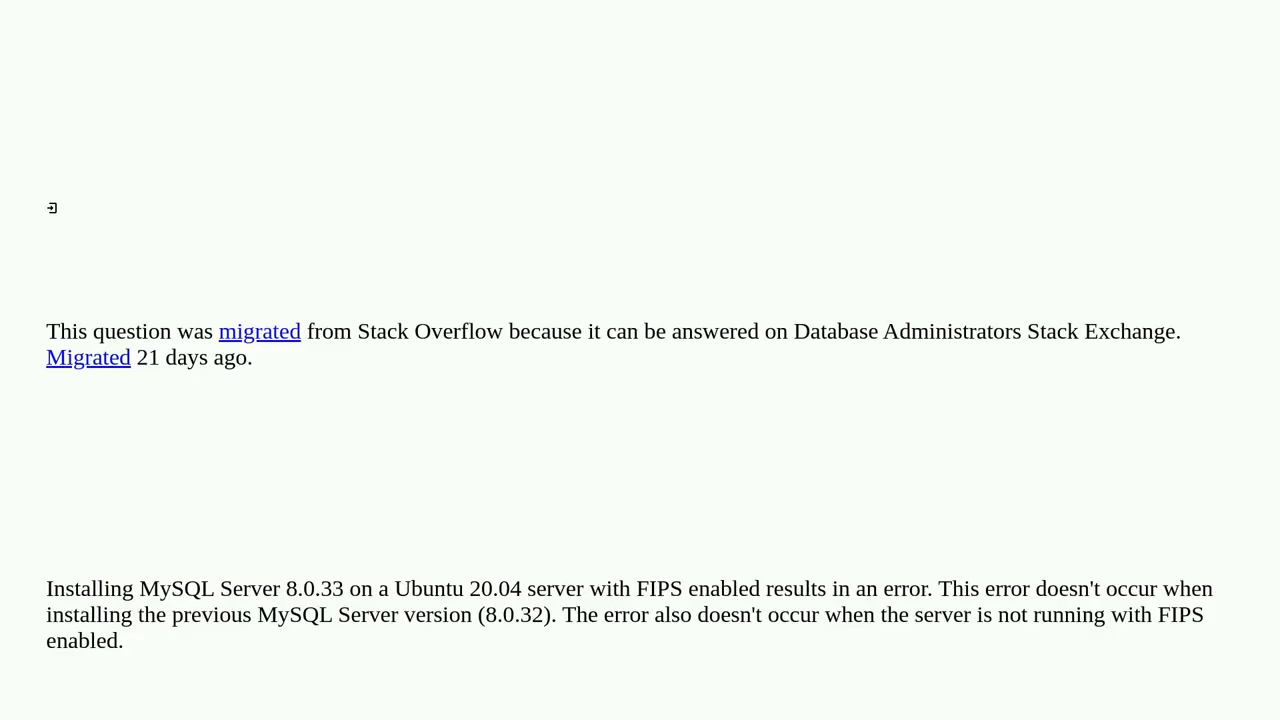 This question was migrated from Stack Overflow because it can be answered on Database Administrators Stack Exchange.
Migrated 21 days ago.
Installing MySQL Server 8.0.33 on a Ubuntu 20.04 server with FIPS enabled results in an error. This error doesn't occur when
installing the previous MySQL Server version (8.0.32). The error also doesn't occur when the server is not running with FIPS
enabled.